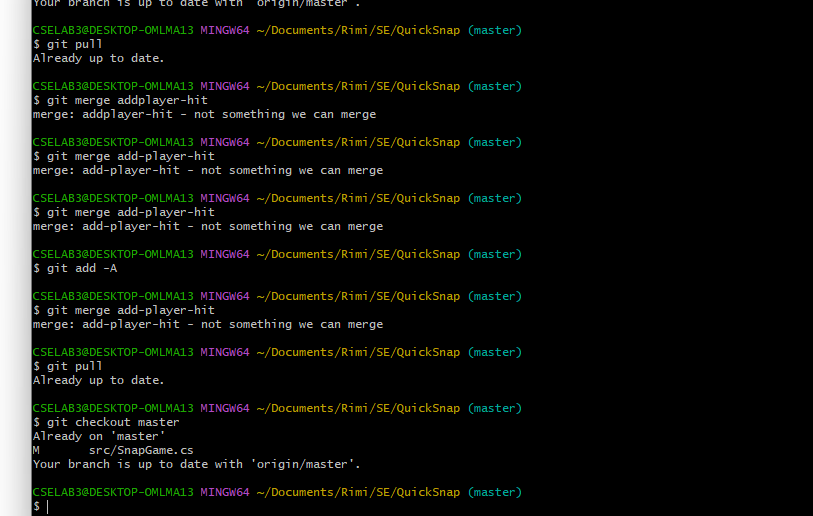 Your branch is up to date with 'origin/master'.
CSELAB3@DESKTOP-OMLMA13 MINGW64 ~/Documents/Rimi/SE/QuickSnap (master)
$ git pull
Already up to date.
CSELAB3@DESKTOP-OMLMA13 MINGW64 ~/Documents/Rimi/SE/QuickSnap (master)
$ git merge addplayer-hit
merge: addplayer-hit - not something we can merge
CSELAB3@DESKTOP-OMLMA13 MINGW64 ~/Documents/Rimi/SE/QuickSnap (master)
$ git merge add-player-hit
merge: add-player-hit - not something we can merge
CSELAB3@DESKTOP-OMLMA13 MINGW64 ~/Documents/Rimi/SE/QuickSnap (master)
$ git merge add-player-hit
merge: add-player-hit - not something we can merge
CSELAB3@DESKTOP-OMLMA13 MINGW64 ~/Documents/Rimi/SE/QuickSnap (master)
$ git add -A
CSELAB3@DESKTOP-OMLMA13 MINGW64 ~/Documents/Rimi/SE/QuickSnap (master)
$ git merge add-player-hit
merge: add-player-hit - not something we can merge
CSELAB3@DESKTOP-OMLMA13 MINGW64 ~/Documents/Rimi/SE/QuickSnap (master)
$ git pull
Already up to date.
CSELAB3@DESKTOP-OMLMA13 MINGW64 ~/Documents/Rimi/SE/QuickSnap (master)
$ git checkout master
Already on 'master'
M       src/SnapGame.cs
Your branch is up to date with 'origin/master'.
CSELAB3@DESKTOP-OMLMA13 MINGW64 ~/Documents/Rimi/SE/QuickSnap (master)
$